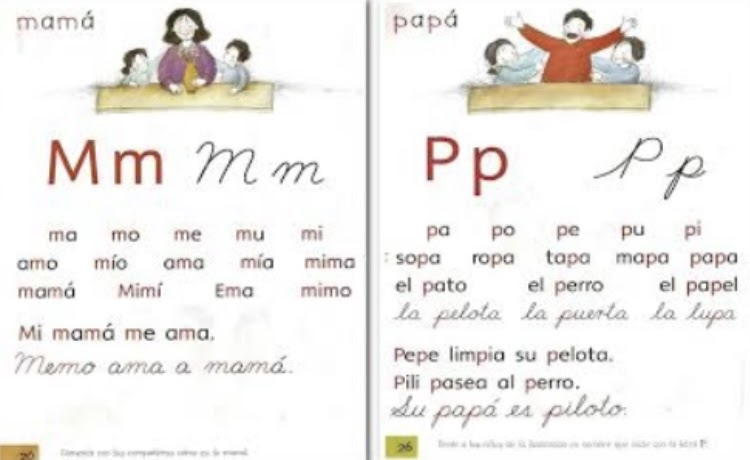 mamá
Mm Mm
ma mo me mu mi
amo mío ama mía mima
mamá Mimí Ema mimo
Mi mamá me ama.
Memo ama a mamá.
26
papá
Pp Pp
pa po pe pu pi
sopa ropa tapa mapa papa
el pato el perro el papel
la pelota la puerta la lupa
Pepe limpia su pelota.
Pili pasea al perro.
Su papá es piloto.
26